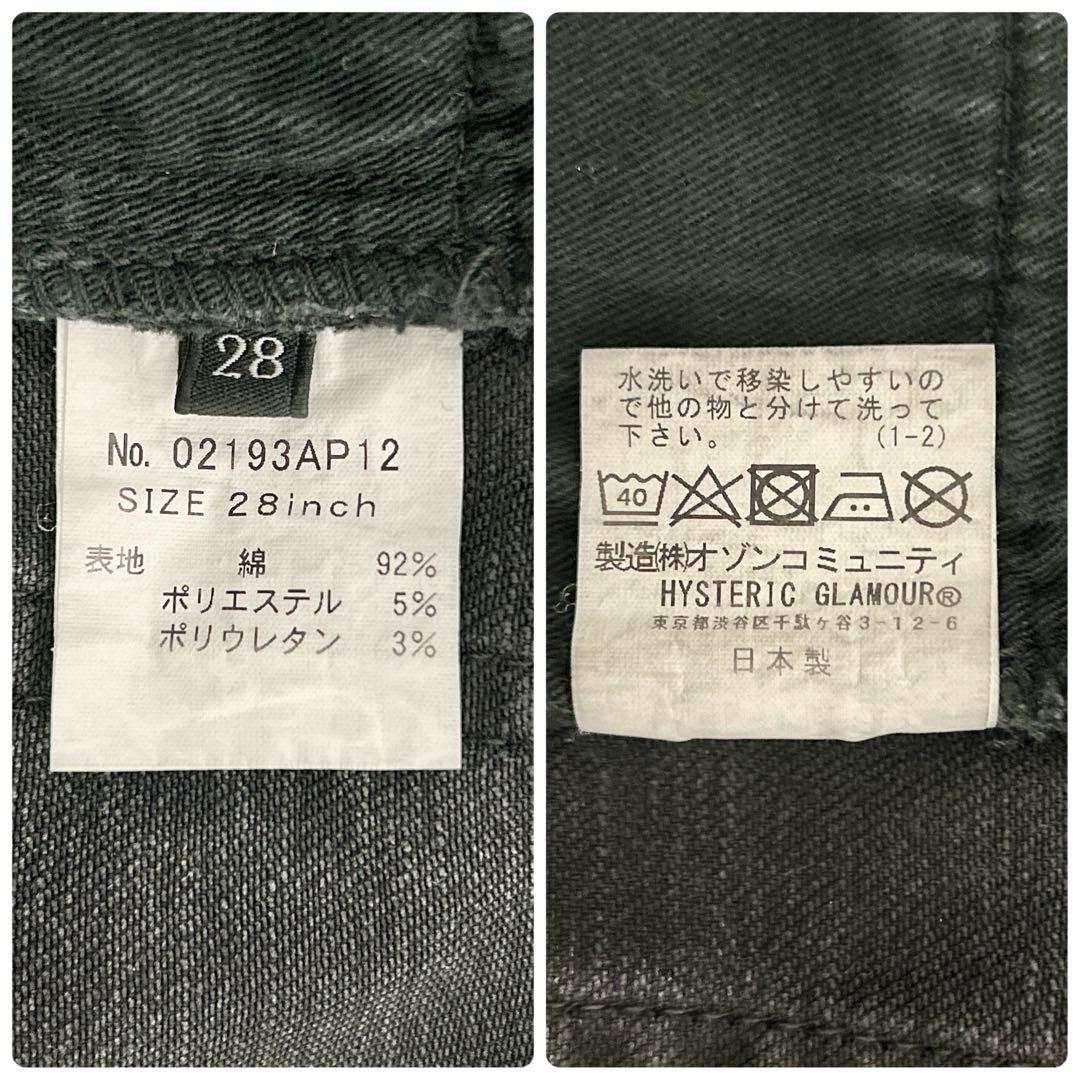 28
No. 02193AP12
SIZE 28inch
表地 綿 92%
ポリエステル 5%
ポリウレタン 3%
水洗いで移染しやすいの
で他の物と分けて洗って
下さい。 (1-2)
40
製造(株)オゾンコミュニティ
HYSTERIC GLAMOUR®
東京都渋谷区千駄ヶ谷3-12-6
日本製